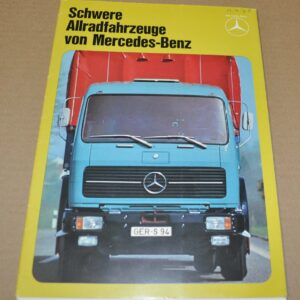 Schwere
Allradfahrzeuge
von Mercedes-Benz
GER-S 94